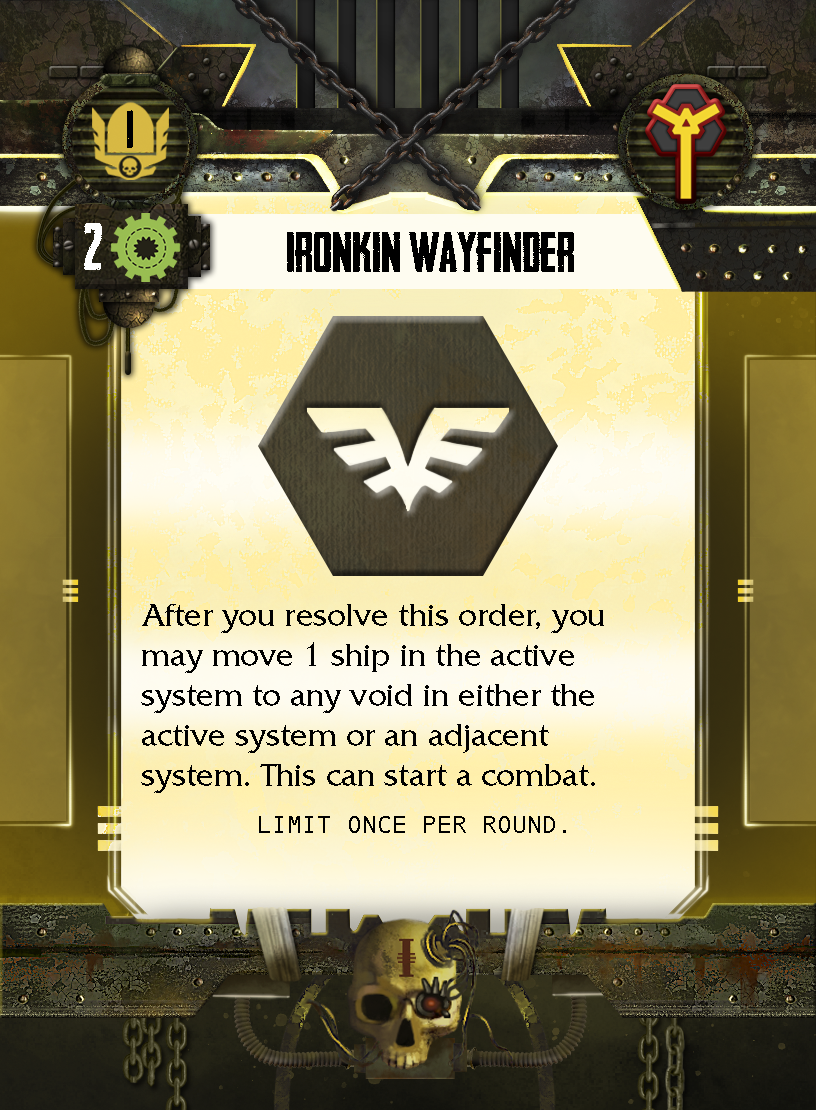 I
2
IRONKIN WAYFINDER
After you resolve this order, you
may move 1 ship in the active
system to any void in either the
active system or an adjacent
system. This can start a combat.
LIMIT ONCE PER ROUND.
I